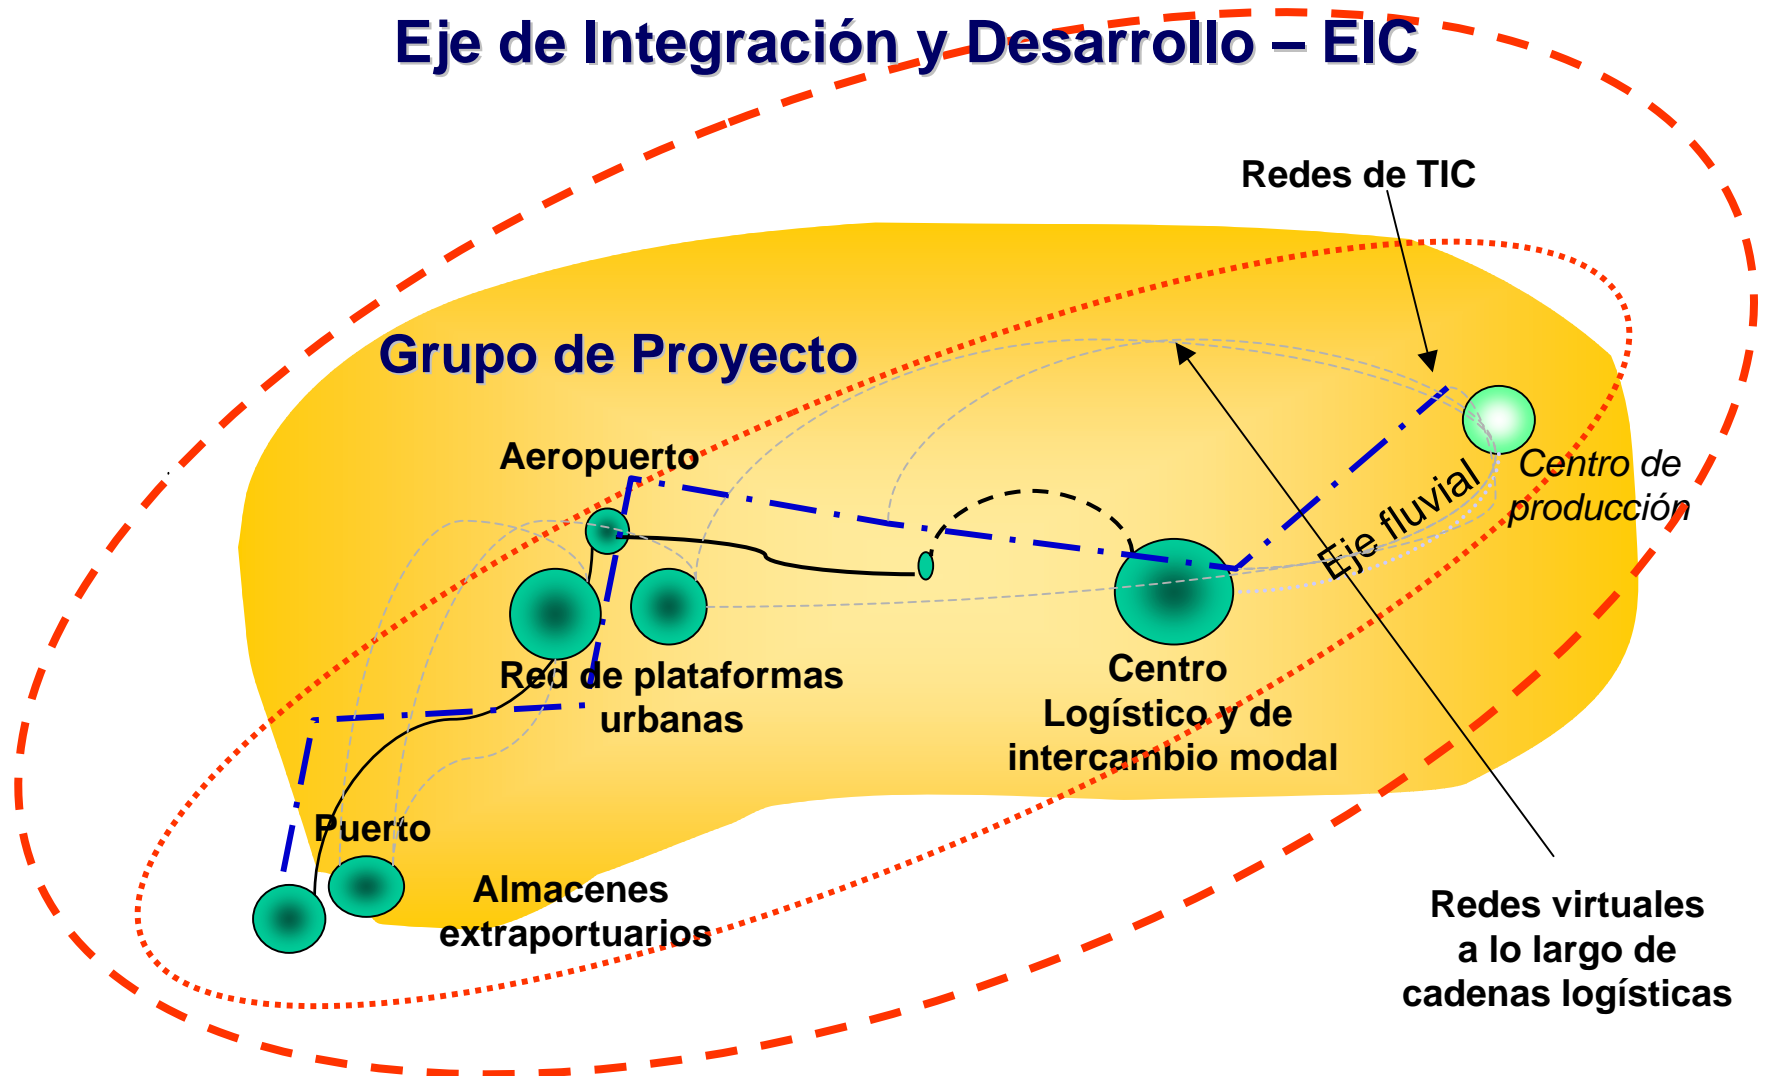 Eje de Integración y Desarrollo – EIC
Redes de TIC
Grupo de Proyecto
Aeropuerto
Centro de
producción
Eje fluvial
Red de plataformas
urbanas
Centro
Logístico y de
intercambio modal
Puerto
Almacenes
extraportuarios
Redes virtuales
a lo largo de
cadenas logísticas